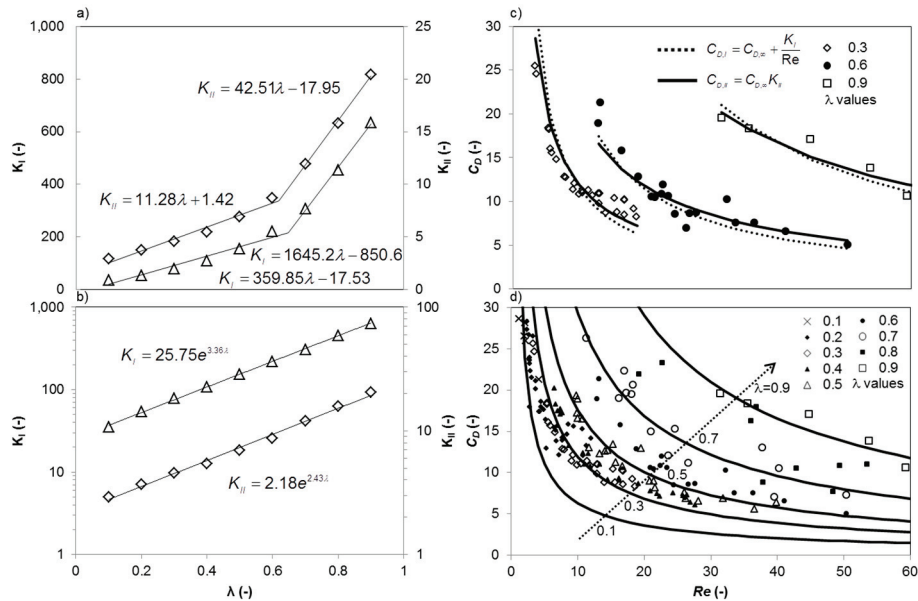 a)
1,000
800
600
400
200
0
K_I (-)
25
20
15
10
5
0
K_II (-)
K_II = 42.51λ − 17.95
K_II = 11.28λ + 1.42
K_I = 1645.2λ − 850.6
K_I = 359.85λ − 17.53
b)
1,000
100
10
1
K_I (-)
100
10
1
K_II (-)
K_I = 25.75e^{3.36λ}
K_II = 2.18e^{2.43λ}
0 0.2 0.4 0.6 0.8 1
λ (-)
c)
30
25
20
15
10
5
0
C_D (-)
C_{D,I} = C_{D,∞} + K_I / Re
C_{D,II} = C_{D,∞} K_II
0.3
0.6
0.9
λ values
d)
30
25
20
15
10
5
0
C_D (-)
0.1 0.6
0.2 0.7
0.3 0.8
0.4 0.9
0.5 λ values
λ=0.9
0.7
0.5
0.3
0.1
0 10 20 30 40 50 60
Re (-)